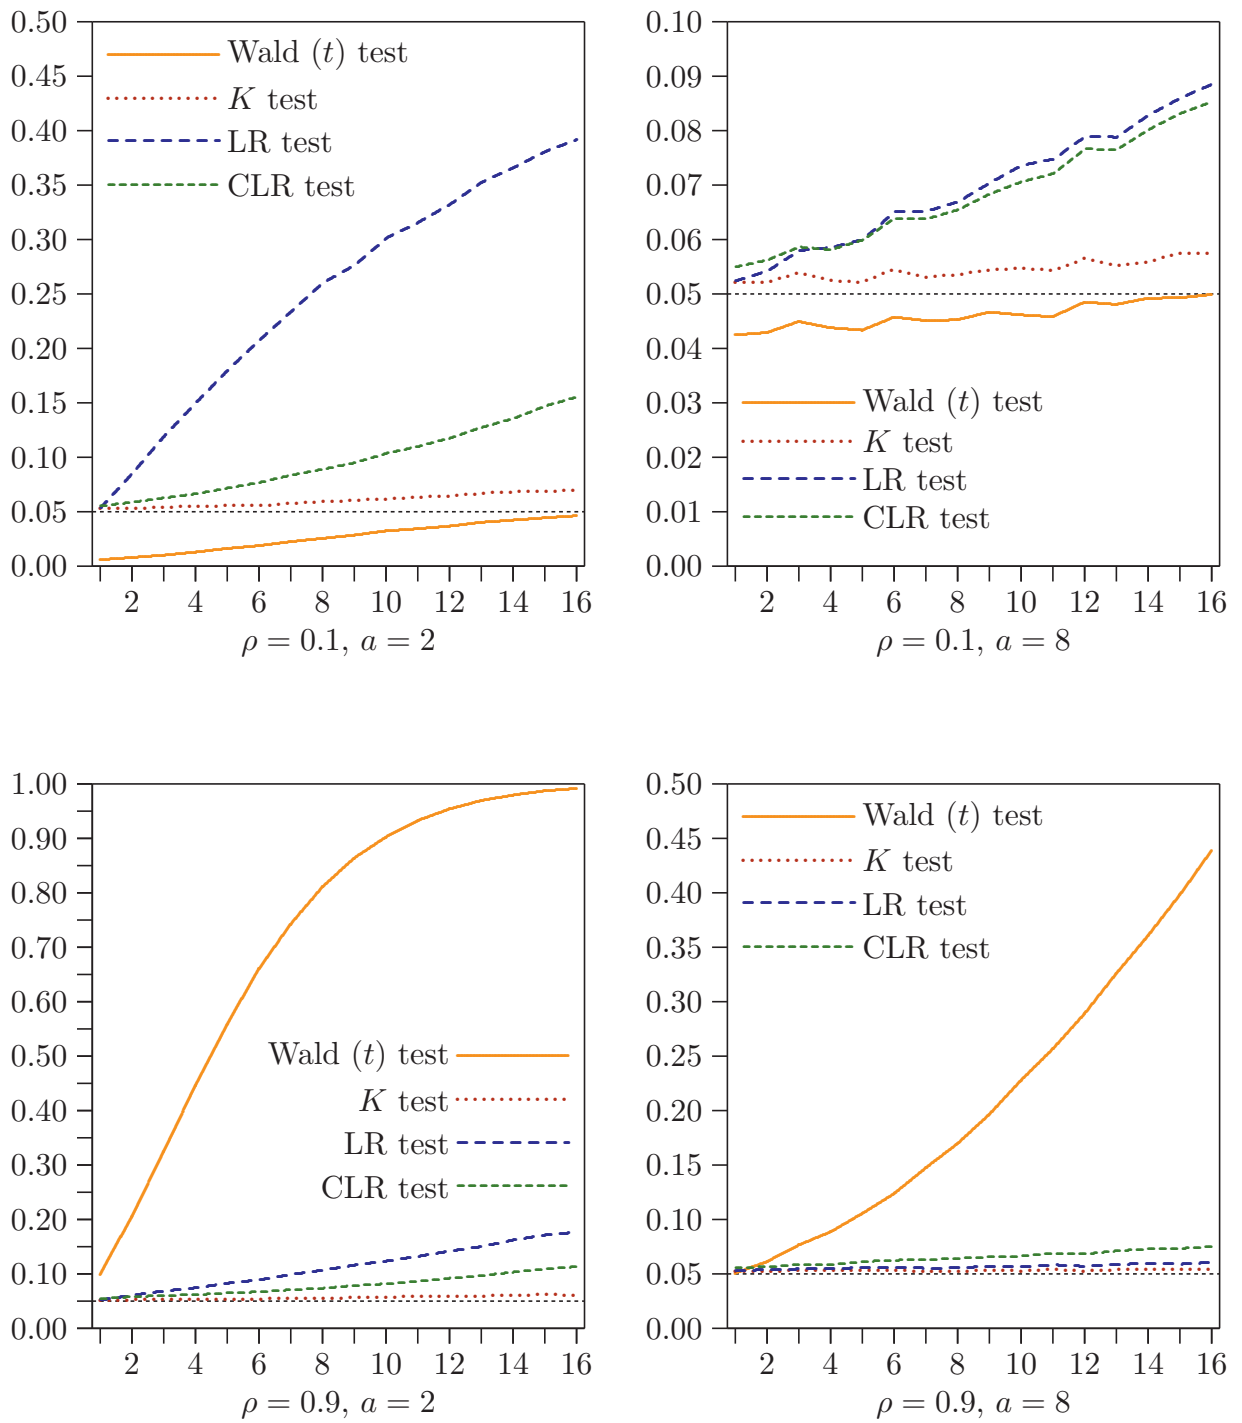 0.50
0.45
0.40
0.35
0.30
0.25
0.20
0.15
0.10
0.05
0.00
Wald (t) test
K test
LR test
CLR test
2 4 6 8 10 12 14 16
ρ = 0.1, a = 2
0.10
0.09
0.08
0.07
0.06
0.05
0.04
0.03
0.02
0.01
0.00
Wald (t) test
K test
LR test
CLR test
2 4 6 8 10 12 14 16
ρ = 0.1, a = 8
1.00
0.90
0.80
0.70
0.60
0.50
0.40
0.30
0.20
0.10
0.00
Wald (t) test
K test
LR test
CLR test
2 4 6 8 10 12 14 16
ρ = 0.9, a = 2
0.50
0.45
0.40
0.35
0.30
0.25
0.20
0.15
0.10
0.05
0.00
Wald (t) test
K test
LR test
CLR test
2 4 6 8 10 12 14 16
ρ = 0.9, a = 8